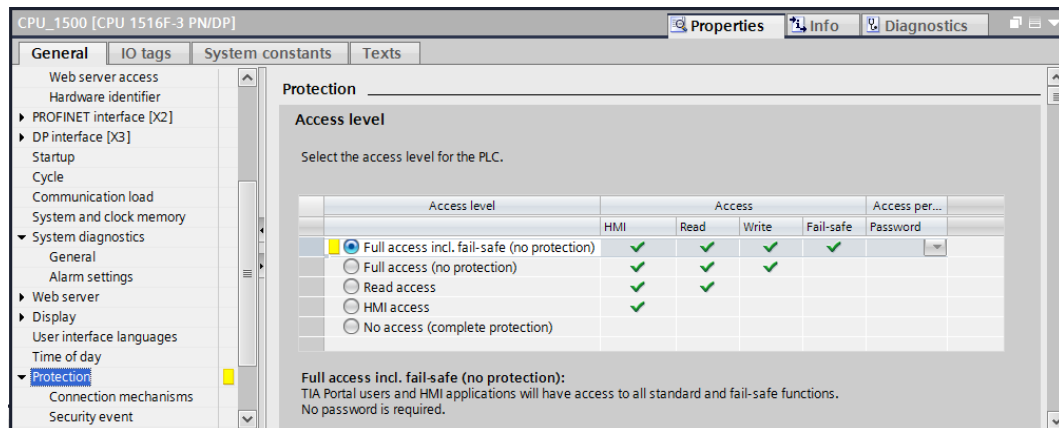 CPU_1500 [CPU 1516F-3 PN/DP]
Properties
Info
Diagnostics
General
IO tags
System constants
Texts
Web server access
Hardware identifier
PROFINET interface [X2]
DP interface [X3]
Startup
Cycle
Communication load
System and clock memory
System diagnostics
General
Alarm settings
Web server
Display
User interface languages
Time of day
Protection
Connection mechanisms
Security event
Protection
Access level
Select the access level for the PLC.
Access level Access Access per...
HMI Read Write Fail-safe Password
Full access incl. fail-safe (no protection)
Full access (no protection)
Read access
HMI access
No access (complete protection)
Full access incl. fail-safe (no protection):
TIA Portal users and HMI applications will have access to all standard and fail-safe functions.
No password is required.